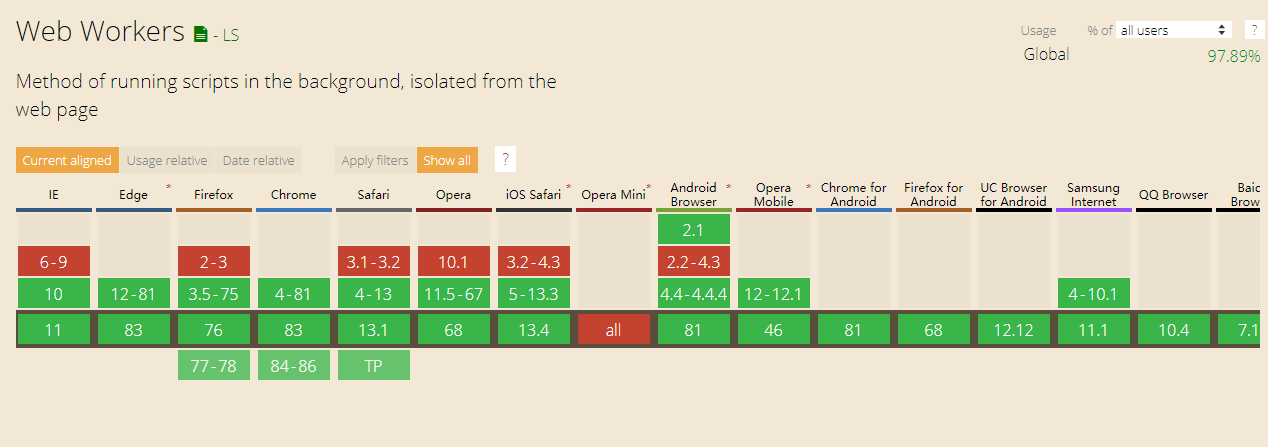 Web Workers - LS
Usage % of all users ?
Global 97.89%
Method of running scripts in the background, isolated from the
web page
Current aligned Usage relative Date relative Apply filters Show all ?
IE Edge * Firefox Chrome Safari Opera iOS Safari * Opera Mini * Android Browser * Opera Mobile * Chrome for Android Firefox for Android UC Browser for Android Samsung Internet QQ Browser Baid Brow
2.1
6-9 2-3 3.1-3.2 10.1 3.2-4.3 2.2-4.3
10 12-81 3.5-75 4-81 4-13 11.5-67 5-13.3 4.4-4.4.4 12-12.1 4-10.1
11 83 76 83 13.1 68 13.4 all 81 46 81 68 12.12 11.1 10.4 7.1
77-78 84-86 TP